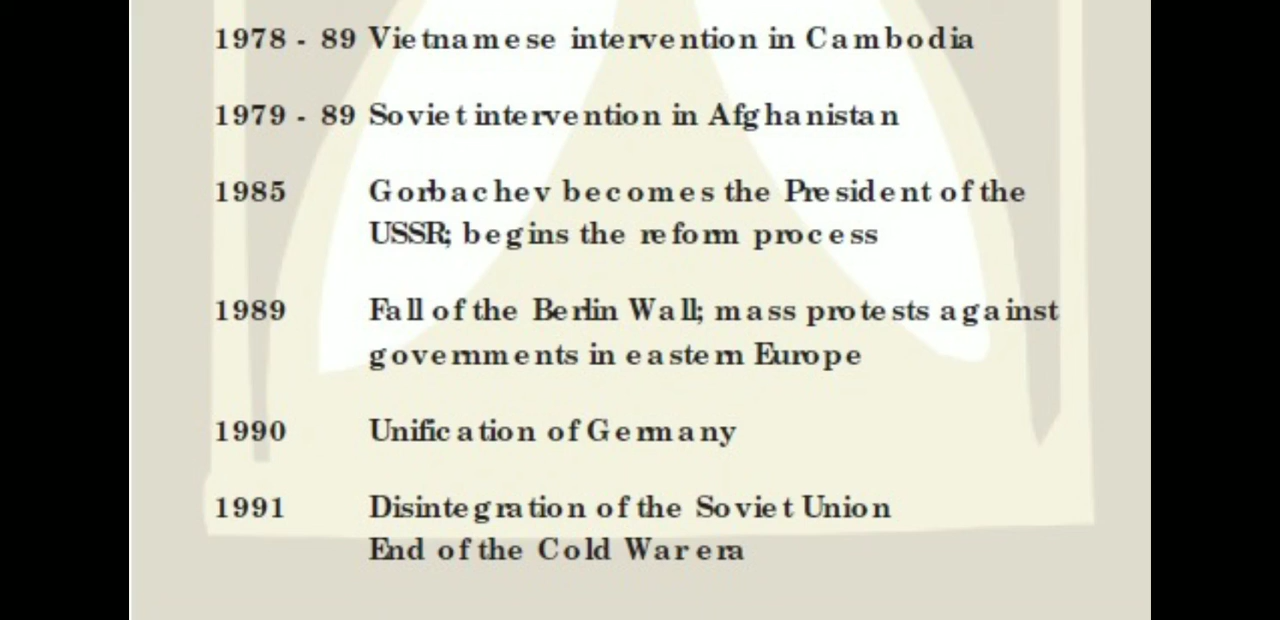 1978 - 89 Vietnamese intervention in Cambodia
1979 - 89 Soviet intervention in Afghanistan
1985 Gorbachev becomes the President of the
USSR; begins the reform process
1989 Fall of the Berlin Wall; mass protests against
governments in eastern Europe
1990 Unification of Germany
1991 Disintegration of the Soviet Union
End of the Cold War era